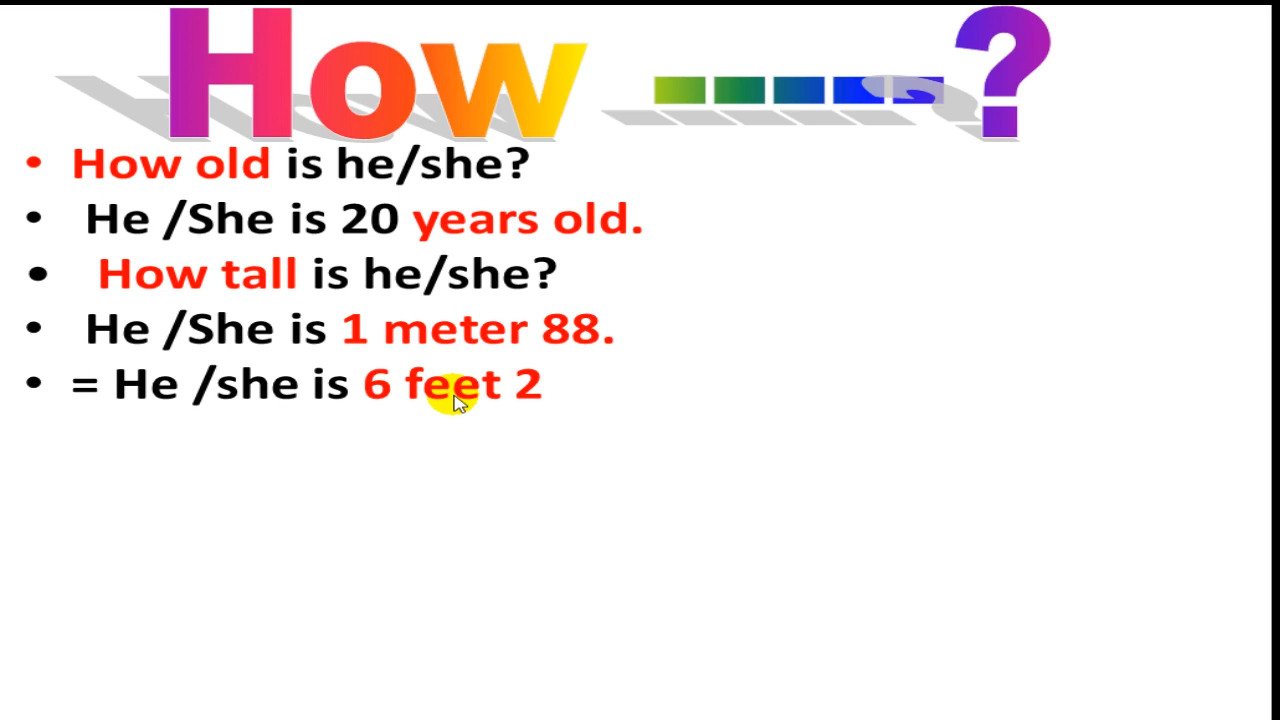 How -----?
• How old is he/she?
• He /She is 20 years old.
• How tall is he/she?
• He /She is 1 meter 88.
• = He /she is 6 feet 2